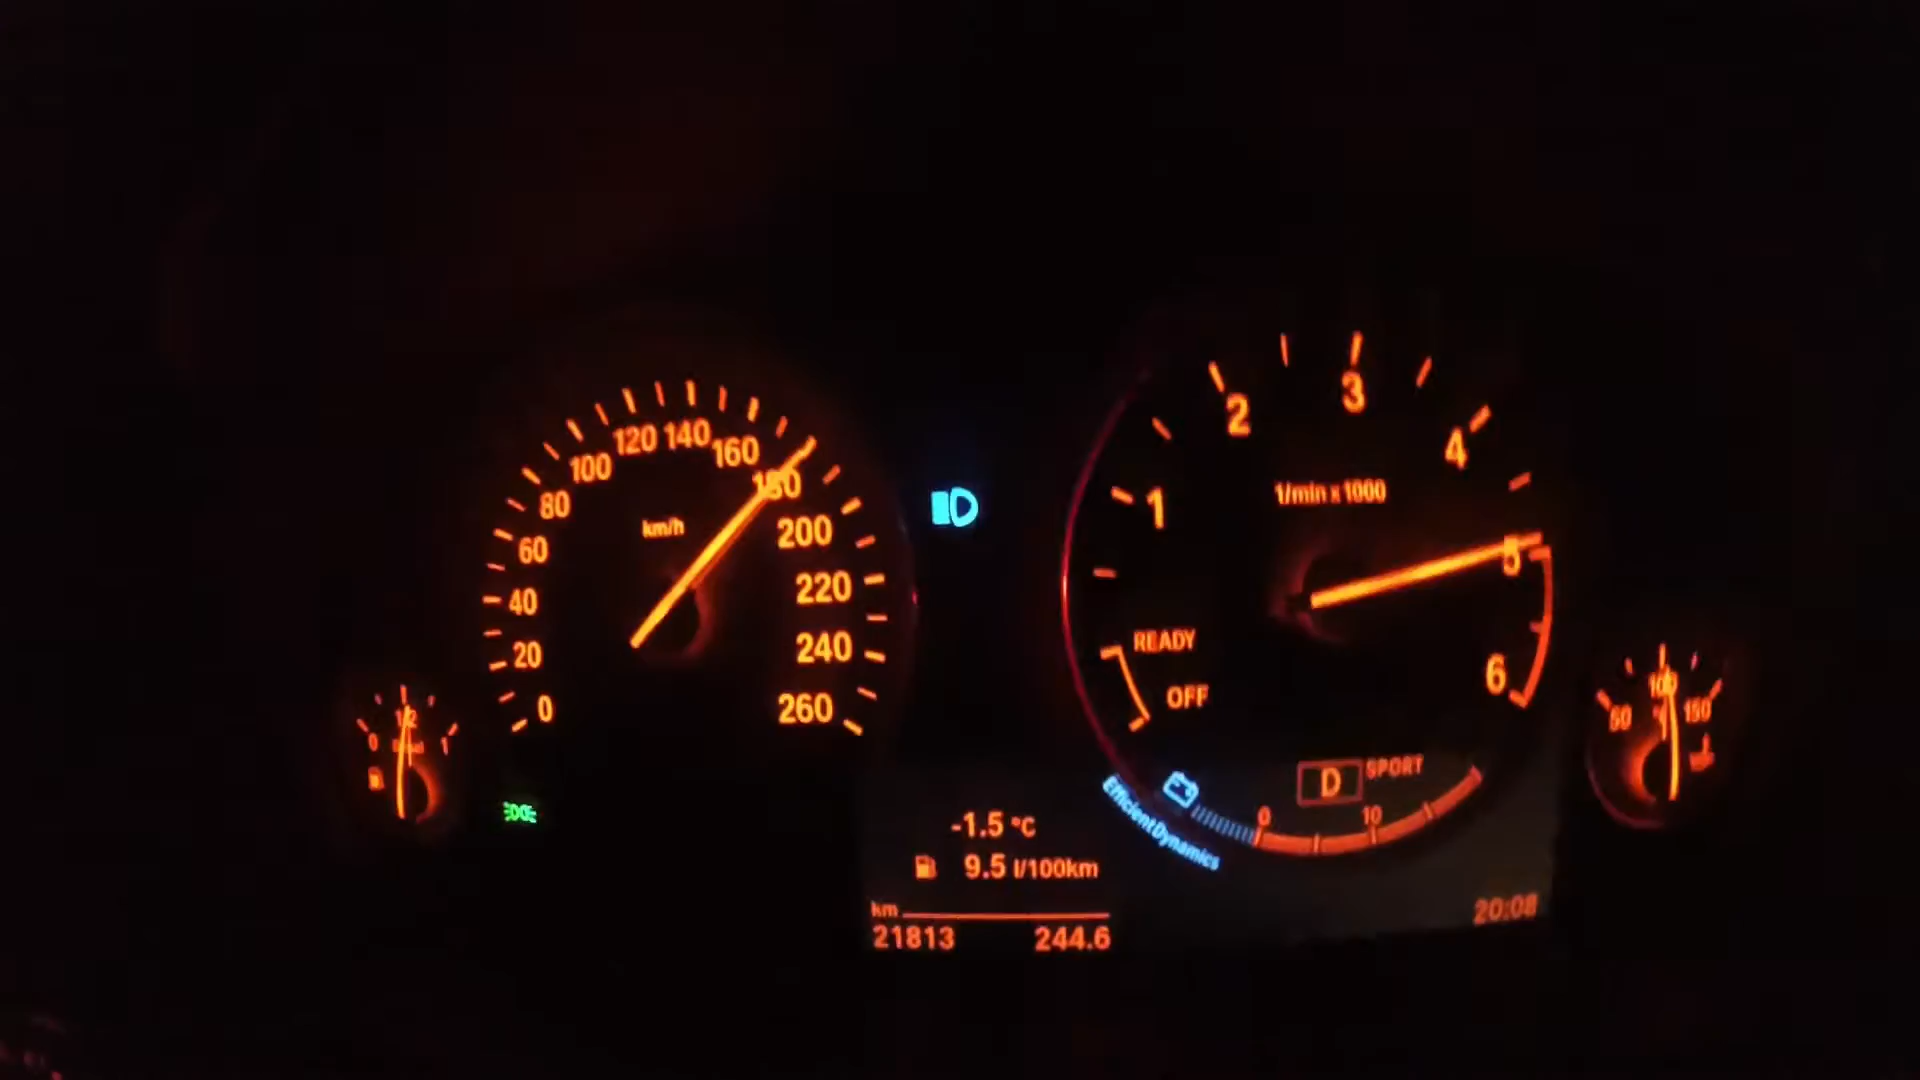 0
20
40
60
80
100
120
140
160
180
200
220
240
260
km/h
0
1/2
1
Diesel
-1.5 °C
9.5 l/100km
km
21813 244.6
OFF
READY
1
2
3
4
5
6
1/min x 1000
D SPORT
0 10
EfficientDynamics
20:08
50
100
150